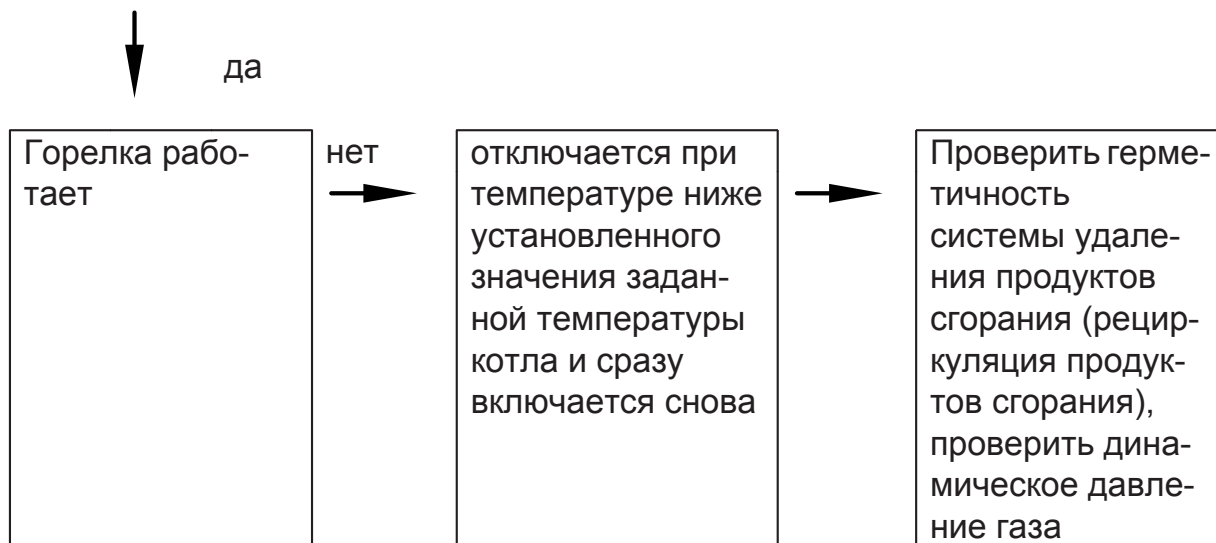 да
Горелка рабо-
тает
нет
отключается при
температуре ниже
установленного
значения задан-
ной температуры
котла и сразу
включается снова
Проверить герме-
тичность
системы удале-
ния продуктов
сгорания (рецир-
куляция продук-
тов сгорания),
проверить дина-
мическое давле-
ние газа